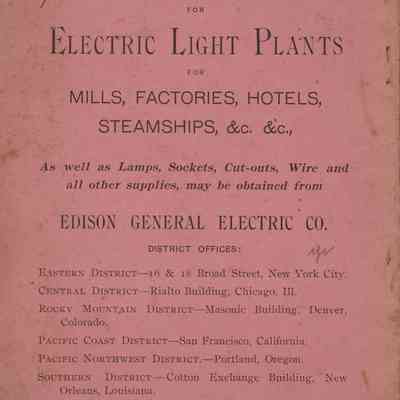 FOR
ELECTRIC LIGHT PLANTS
FOR
MILLS, FACTORIES, HOTELS,
STEAMSHIPS, &c. &c.,
As well as Lamps, Sockets, Cut-outs, Wire and
all other supplies, may be obtained from
EDISON GENERAL ELECTRIC CO.
DISTRICT OFFICES:
EASTERN DISTRICT—16 & 18 Broad Street, New York City.
CENTRAL DISTRICT—Rialto Building, Chicago, Ill.
ROCKY MOUNTAIN DISTRICT—Masonic Building, Denver,
Colorado.
PACIFIC COAST DISTRICT—San Francisco, California.
PACIFIC NORTHWEST DISTRICT.—Portland, Oregon.
SOUTHERN DISTRICT—Cotton Exchange Building, New
Orleans, Louisiana.